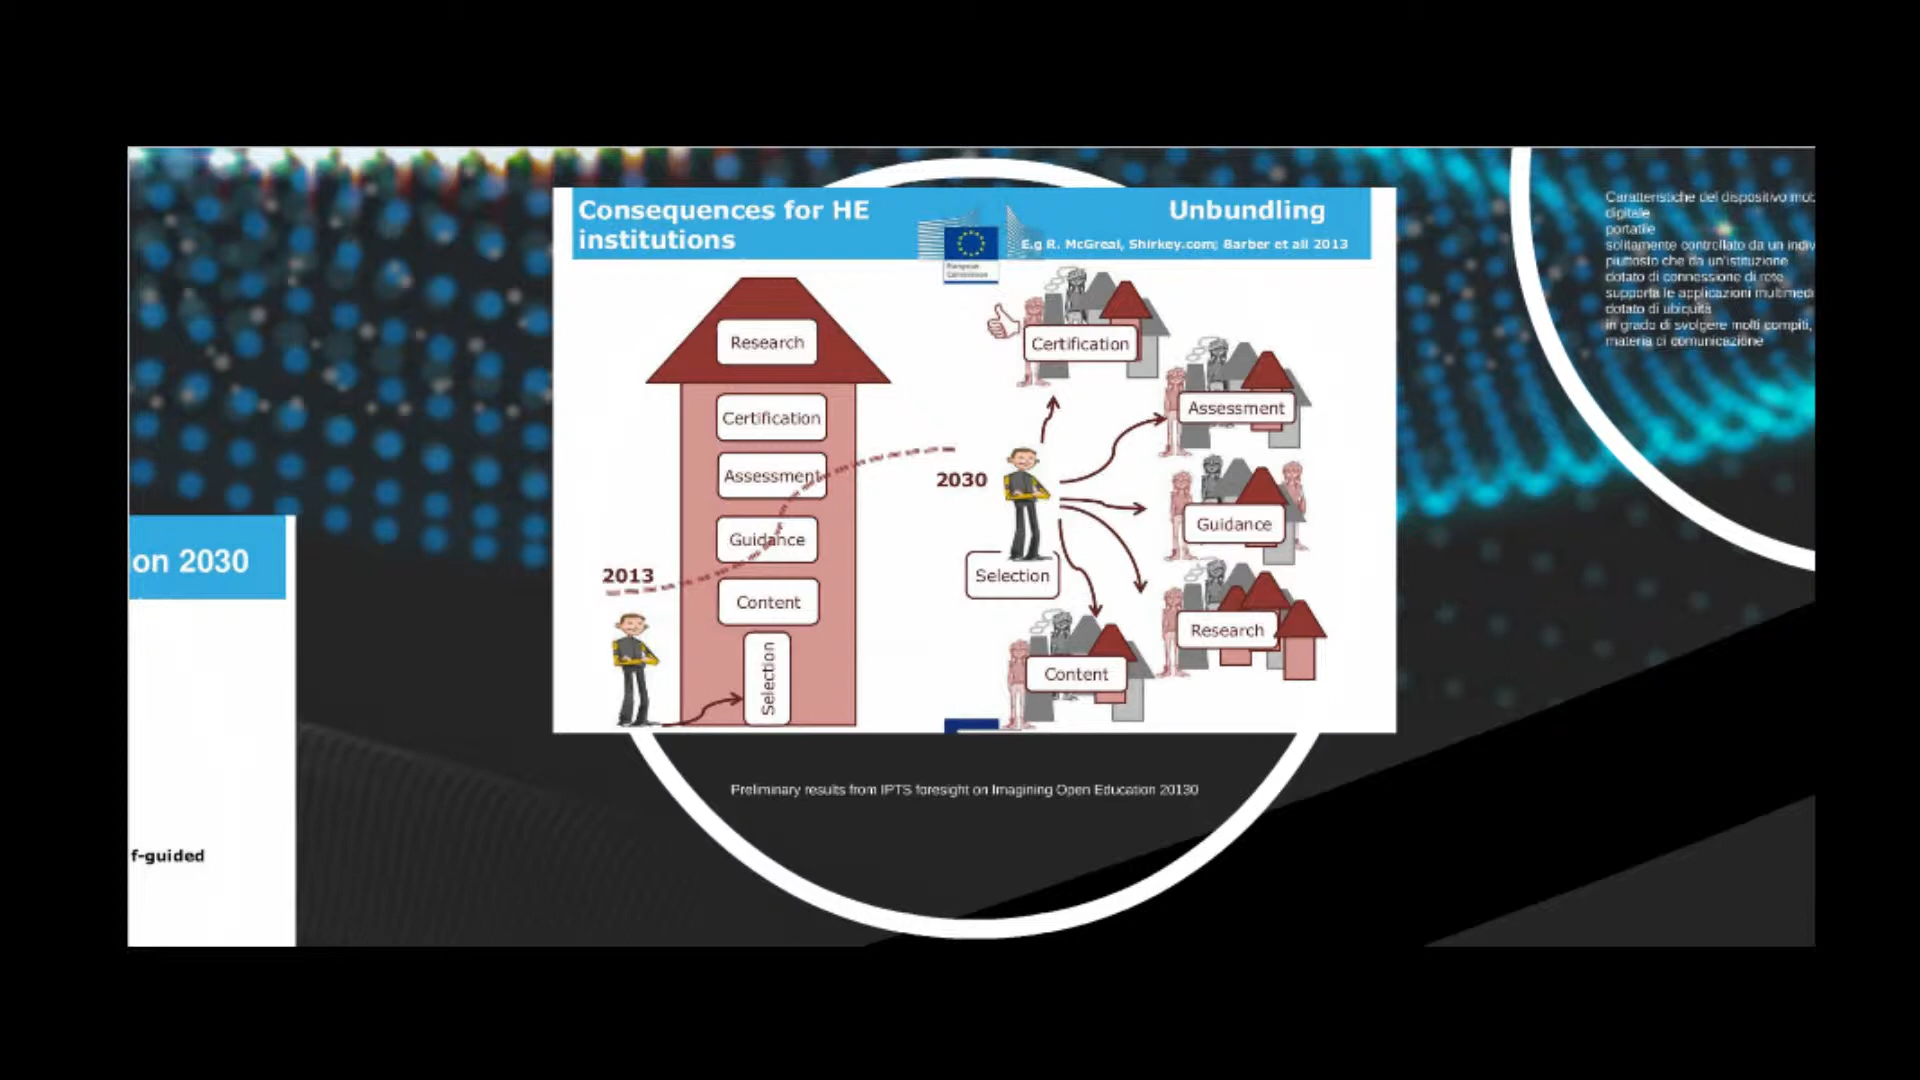 Consequences for HE
institutions
Unbundling
E.g R. McGreal, Shirkey.com; Barber et all 2013
European
Commission
Research
Certification
Assessment
Guidance
Content
Selection
2013
2030
Selection
Certification
Assessment
Guidance
Research
Content
Preliminary results from IPTS foresight on Imagining Open Education 20130
on 2030
f-guided
Caratteristiche del dispositivo
digitale
portatile
solitamente controllato da un
piuttosto che da un'istituzione
dotato di connessione di rete
supporta le applicazioni
dotato di ubiquità
in grado di svolgere molti compiti,
materia di comunicazione